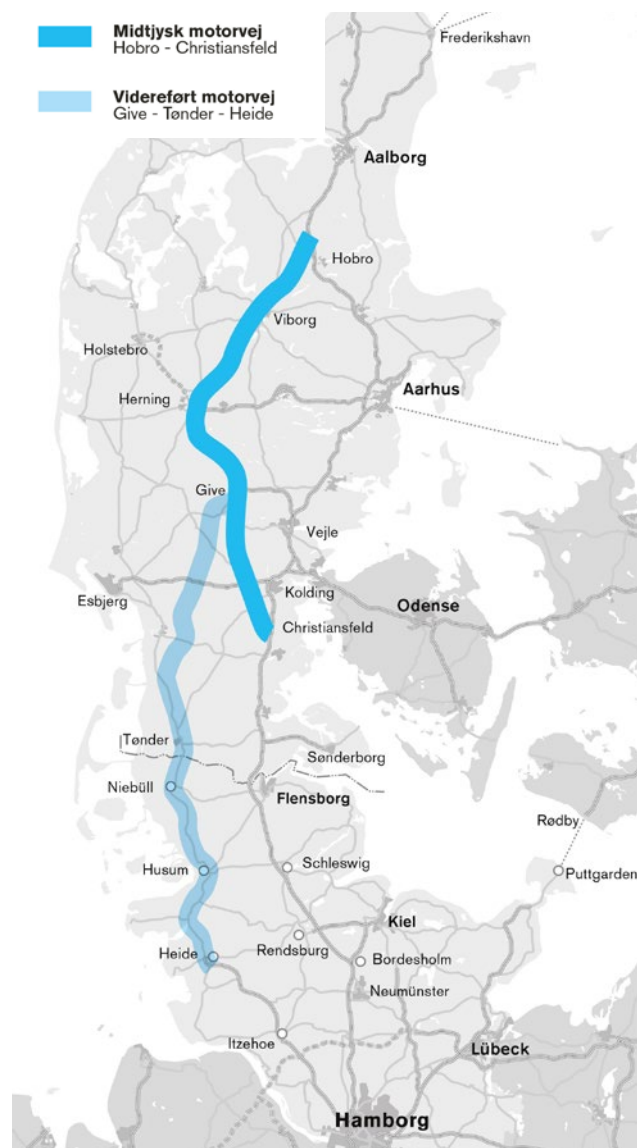 Midtjysk motorvej
Hobro - Christiansfeld
Videreført motorvej
Give - Tønder - Heide
Frederikshavn
Aalborg
Hobro
Viborg
Holstebro
Aarhus
Herning
Give
Vejle
Kolding
Esbjerg
Odense
Christiansfeld
Tønder
Sønderborg
Niebüll
Flensborg
Rødby
Husum
Schleswig
Puttgarden
Kiel
Rendsburg
Heide
Bordesholm
Neumünster
Itzehoe
Lübeck
Hamborg